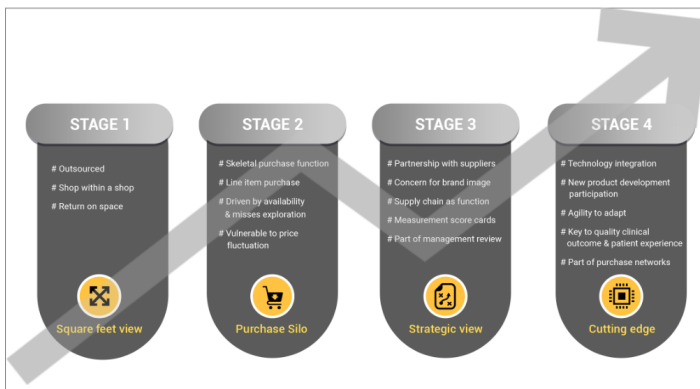 STAGE 1
# Outsourced
# Shop within a shop
# Return on space
Square feet view
STAGE 2
# Skeletal purchase function
# Line item purchase
# Driven by availability
& misses exploration
# Vulnerable to price
fluctuation
Purchase Silo
STAGE 3
# Partnership with suppliers
# Concern for brand image
# Supply chain as function
# Measurement score cards
# Part of management review
Strategic view
STAGE 4
# Technology integration
# New product development
participation
# Agility to adapt
# Key to quality clinical
outcome & patient experience
# Part of purchase networks
Cutting edge